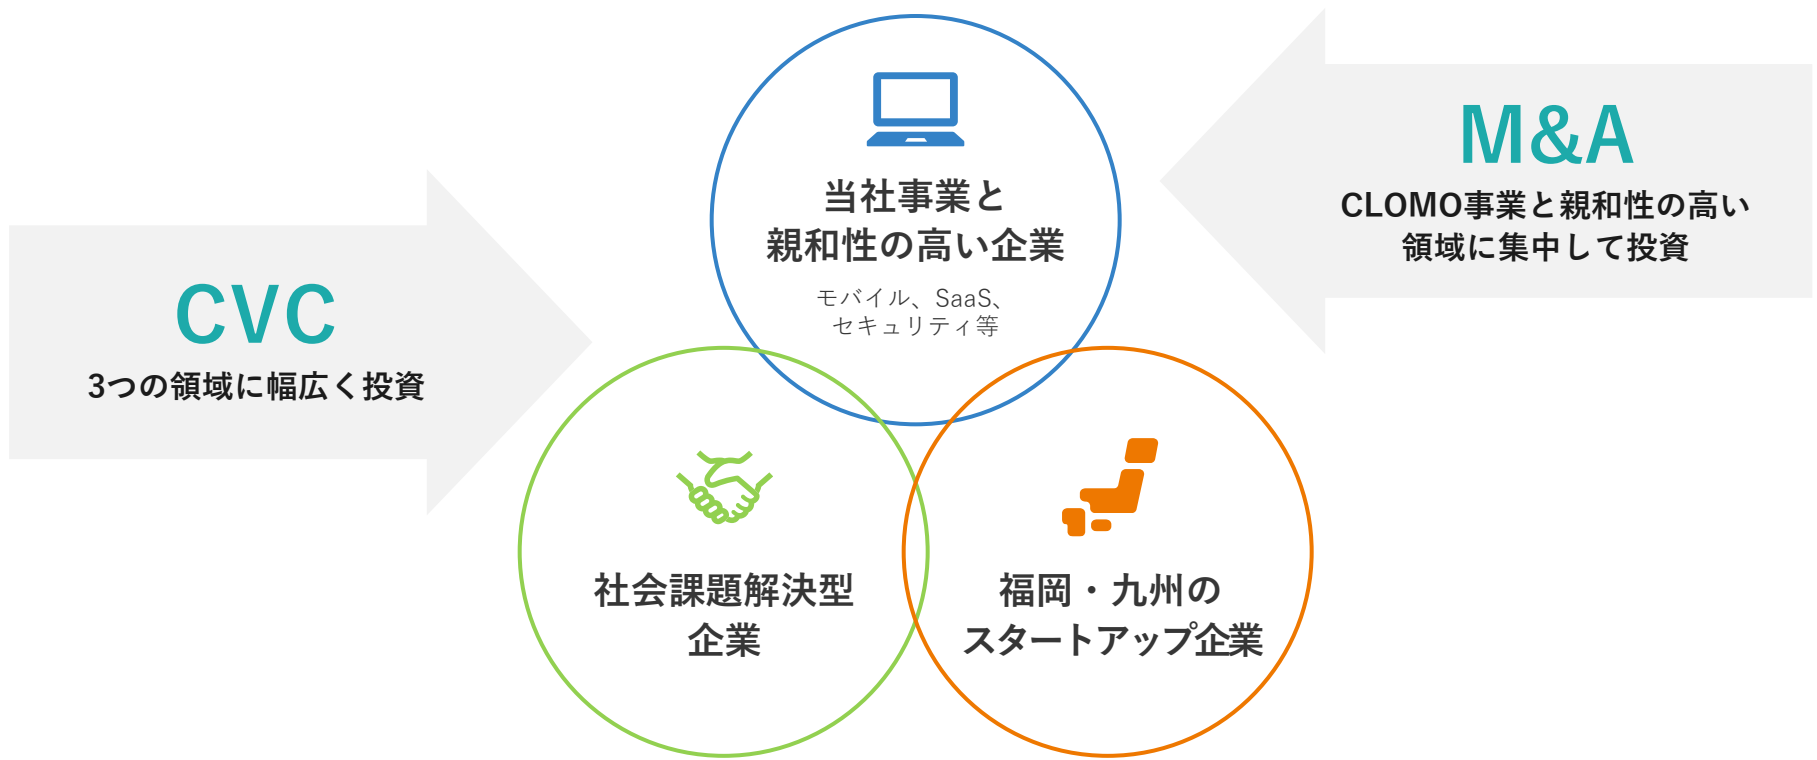 CVC
3つの領域に幅広く投資
当社事業と
親和性の高い企業
モバイル、SaaS、
セキュリティ等
M&A
CLOMO事業と親和性の高い
領域に集中して投資
社会課題解決型
企業
福岡・九州の
スタートアップ企業